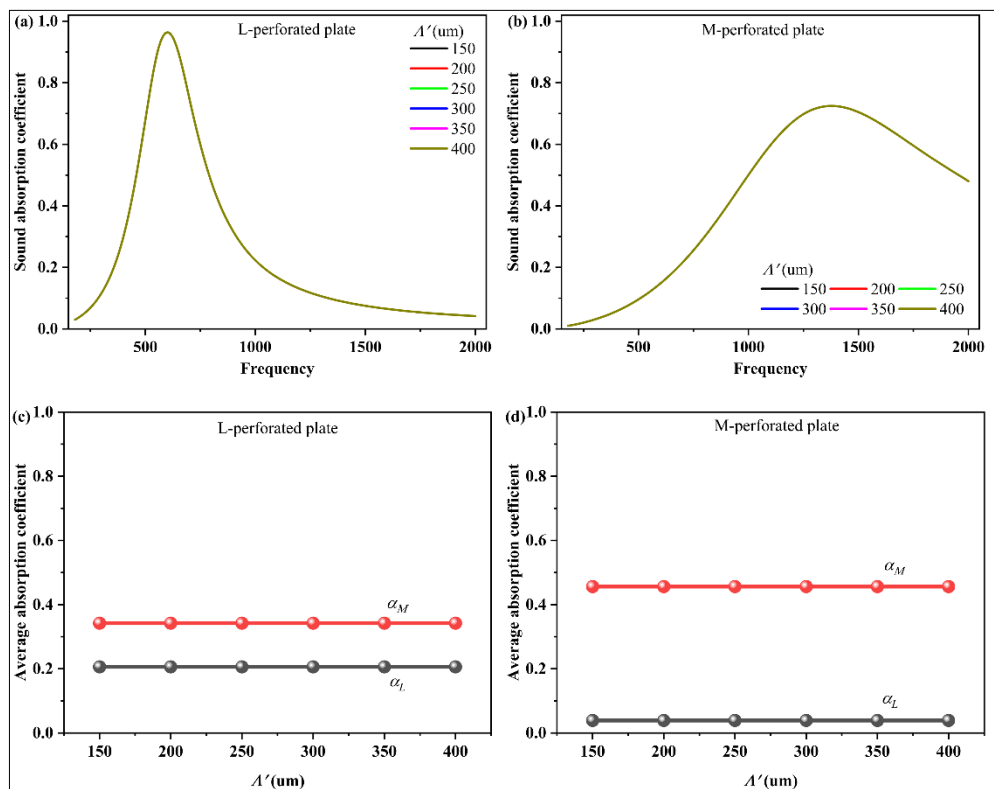 (a)
L-perforated plate
Λ′(um)
150
200
250
300
350
400
Sound absorption coefficient
1.0
0.8
0.6
0.4
0.2
0.0
500 1000 1500 2000
Frequency
(b)
M-perforated plate
Λ′(um)
150 200 250
300 350 400
Sound absorption coefficient
1.0
0.8
0.6
0.4
0.2
0.0
500 1000 1500 2000
Frequency
(c)
L-perforated plate
Average absorption coefficient
1.0
0.8
0.6
0.4
0.2
0.0
α_M
α_L
150 200 250 300 350 400
Λ′(um)
(d)
M-perforated plate
Average absorption coefficient
1.0
0.8
0.6
0.4
0.2
0.0
α_M
α_L
150 200 250 300 350 400
Λ′(um)